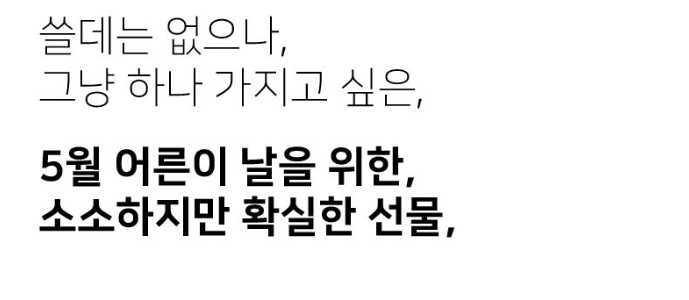 쓸데는 없으나,
그냥 하나 가지고 싶은,
5월 어른이 날을 위한,
소소하지만 확실한 선물,